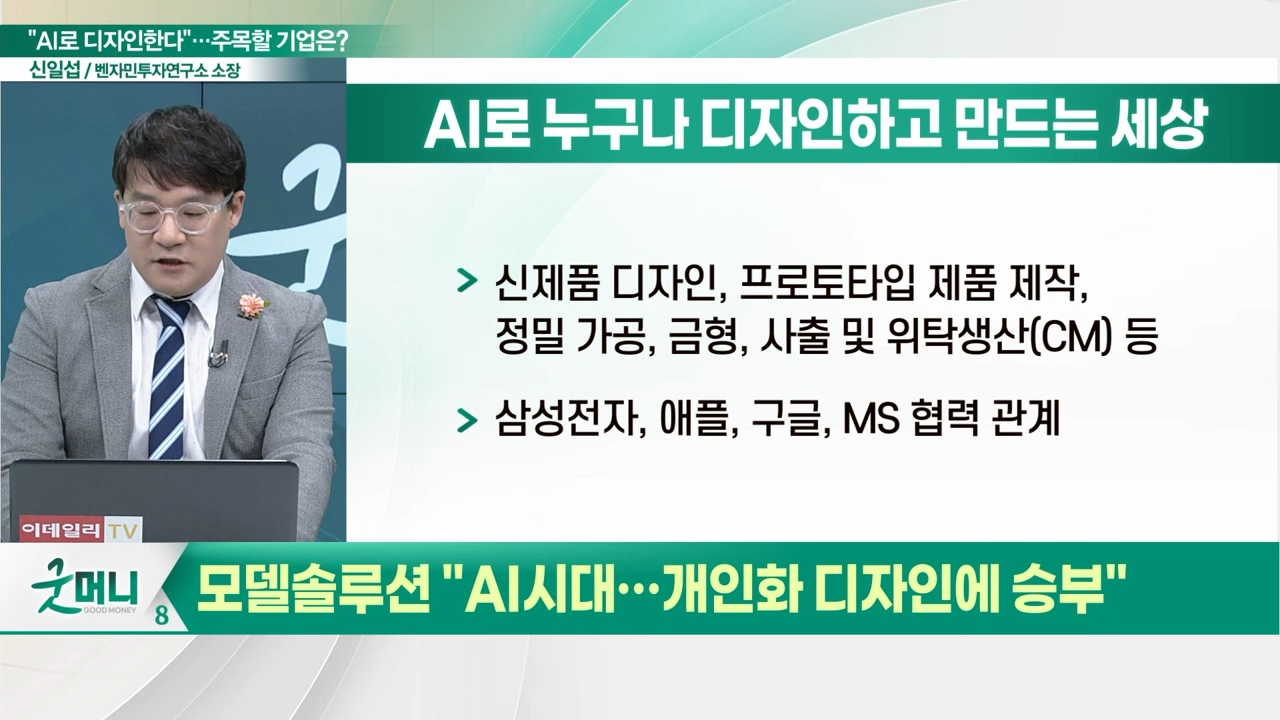 "AI로 디자인한다"…주목할 기업은?
신일섭 / 벤자민투자연구소 소장
AI로 누구나 디자인하고 만드는 세상
신제품 디자인, 프로토타입 제품 제작,
정밀 가공, 금형, 사출 및 위탁생산(CM) 등
삼성전자, 애플, 구글, MS 협력 관계
이데일리 TV
굿머니
GOOD MONEY
8
모델솔루션 "AI시대…개인화 디자인에 승부"